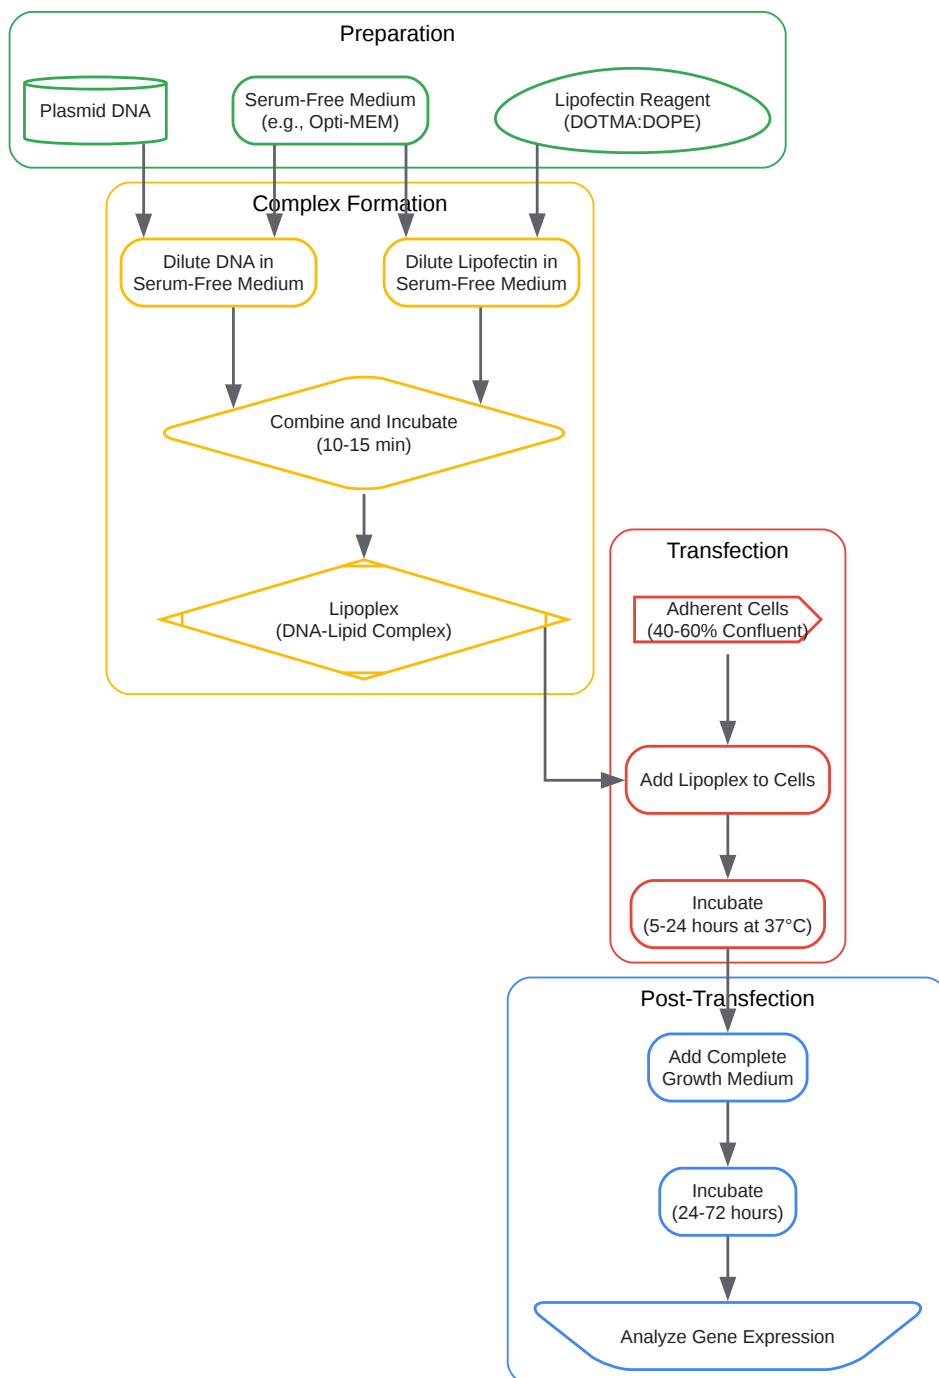 Preparation
Plasmid DNA
Serum-Free Medium
(e.g., Opti-MEM)
Lipofectin Reagent
(DOTMA:DOPE)
Complex Formation
Dilute DNA in
Serum-Free Medium
Dilute Lipofectin in
Serum-Free Medium
Combine and Incubate
(10-15 min)
Lipoplex
(DNA-Lipid Complex)
Transfection
Adherent Cells
(40-60% Confluent)
Add Lipoplex to Cells
Incubate
(5-24 hours at 37°C)
Post-Transfection
Add Complete
Growth Medium
Incubate
(24-72 hours)
Analyze Gene Expression